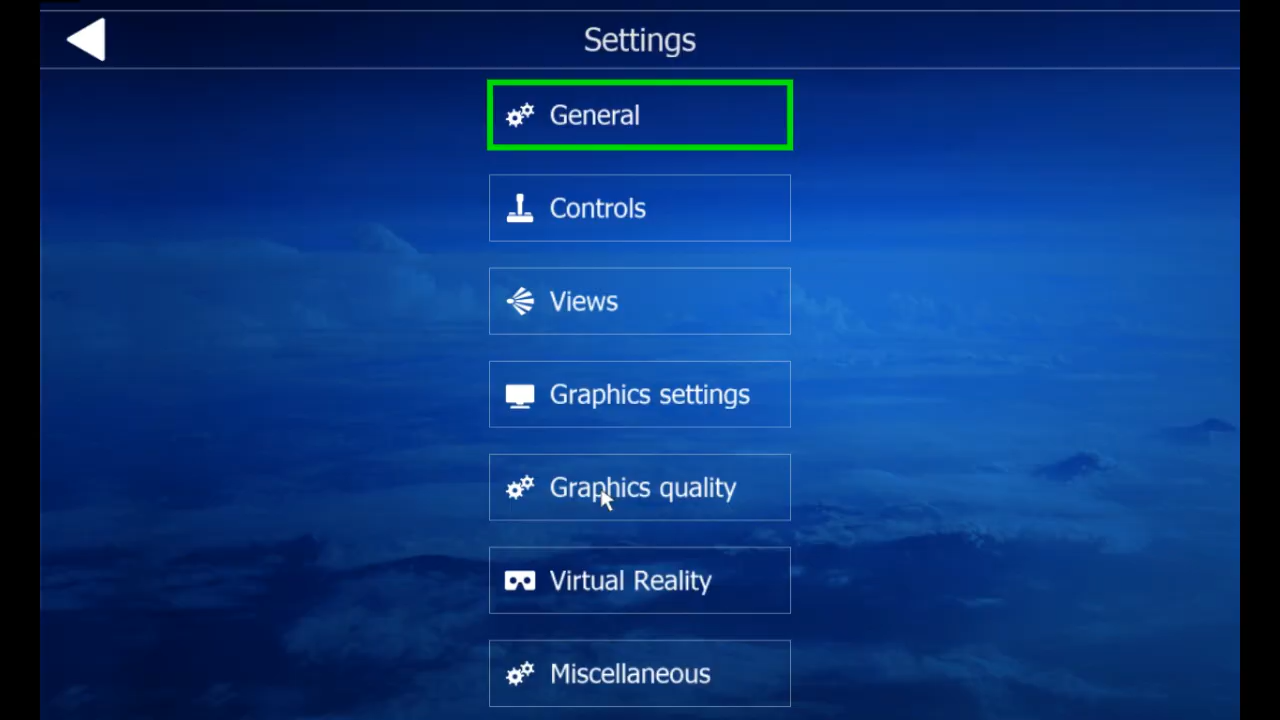 Settings
General
Controls
Views
Graphics settings
Graphics quality
Virtual Reality
Miscellaneous